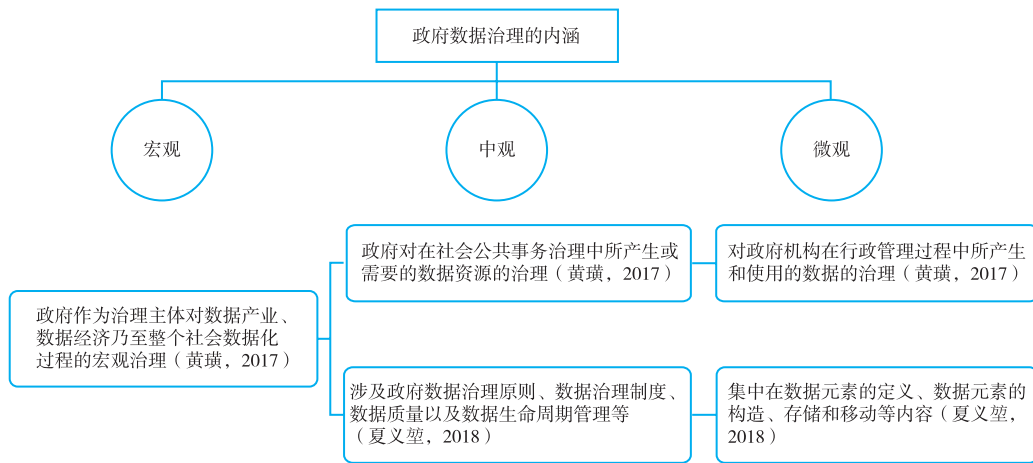 政府数据治理的内涵
宏观
中观
微观
政府作为治理主体对数据产业、
数据经济乃至整个社会数据化
过程的宏观治理（黄璜，2017）
政府对在社会公共事务治理中所产生或
需要的数据资源的治理（黄璜，2017）
对政府机构在行政管理过程中所产生
和使用的数据的治理（黄璜，2017）
涉及政府数据治理原则、数据治理制度、
数据质量以及数据生命周期管理等
（夏义堃，2018）
集中在数据元素的定义、数据元素的
构造、存储和移动等内容（夏义堃，
2018）